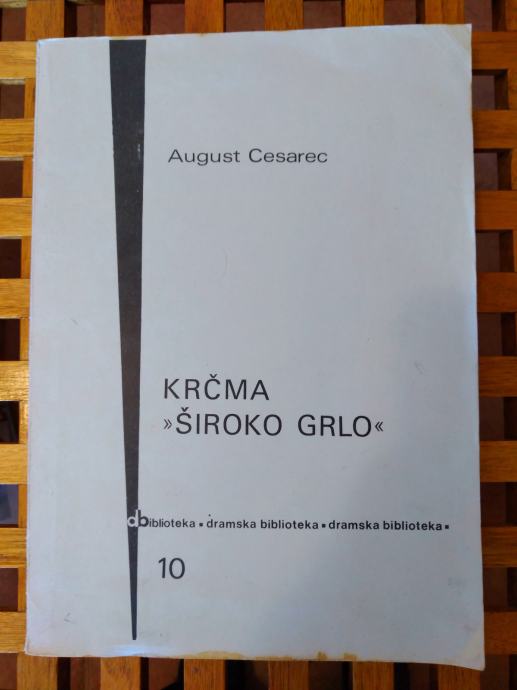 August Cesarec
KRČMA
»ŠIROKO GRLO«
dbiblioteka ▪ dramska biblioteka ▪ dramska biblioteka ▪
10